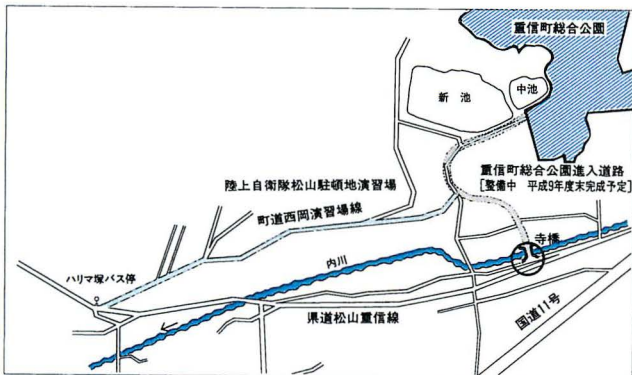 重信町総合公園
中池
新池
重信町総合公園進入道路
[整備中 平成9年度末完成予定]
陸上自衛隊松山駐頓地演習場
町道西岡演習場線
寺橋
内川
ハリマ塚バス停
県道松山重信線
国道11号